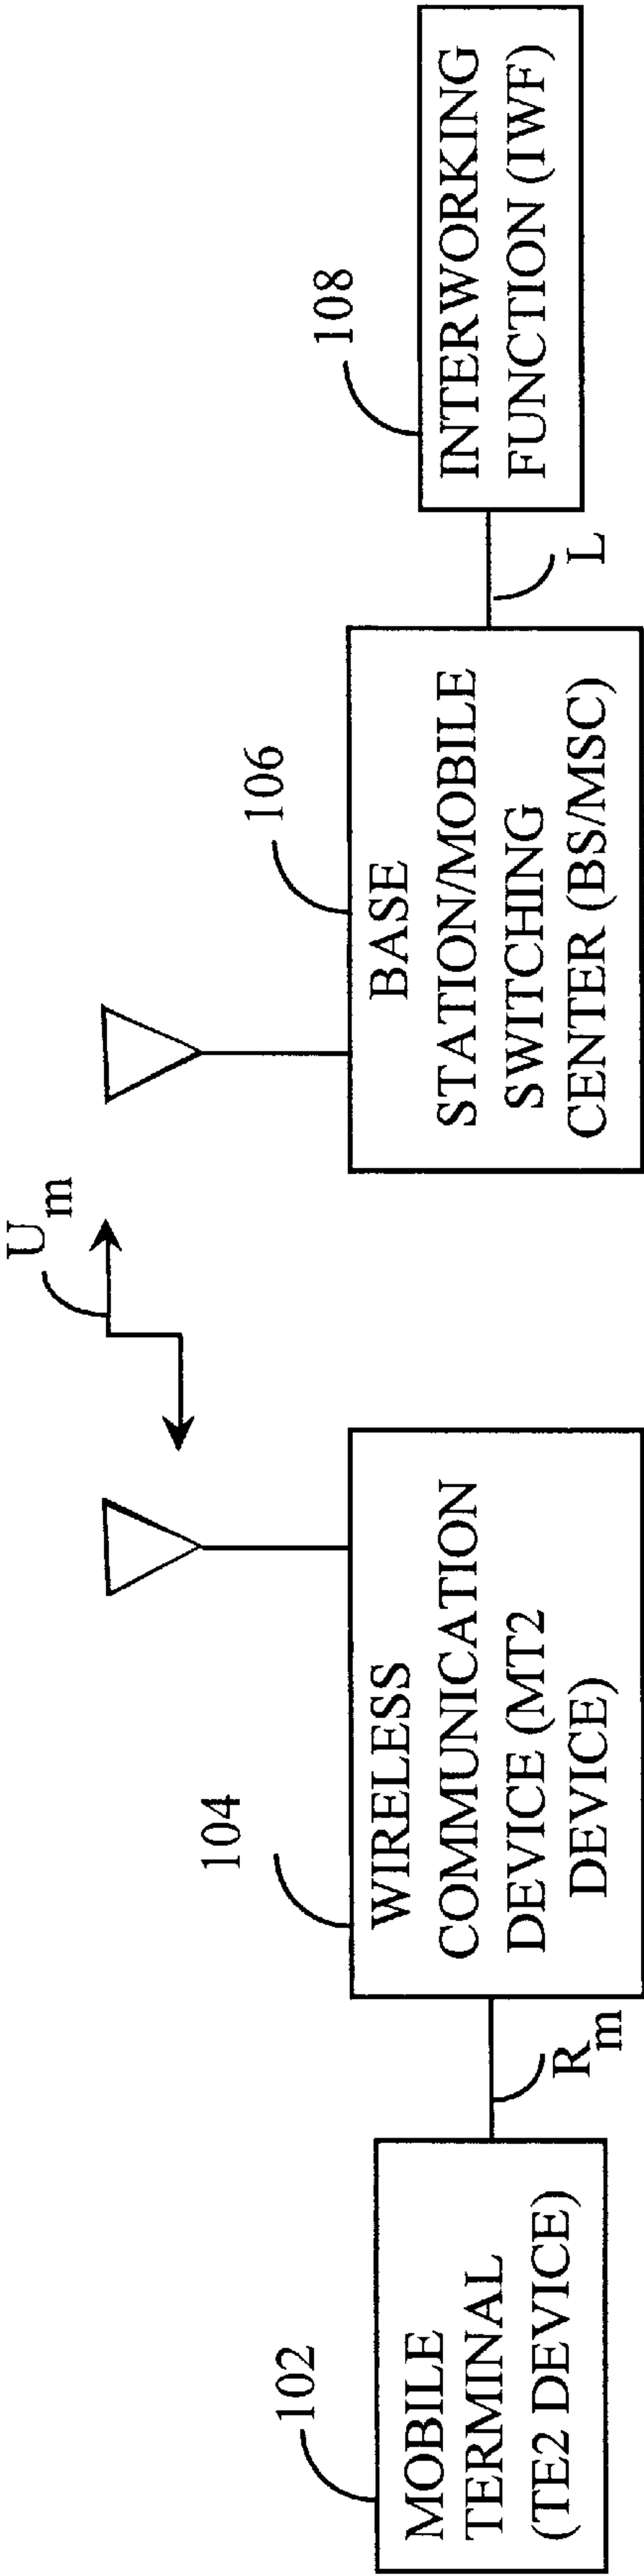 102
MOBILE
TERMINAL
(TE2 DEVICE)
R m
104
WIRELESS
COMMUNICATION
DEVICE (MT2
DEVICE)
U m
106
BASE
STATION/MOBILE
SWITCHING
CENTER (BS/MSC)
L
108
INTERWORKING
FUNCTION (IWF)